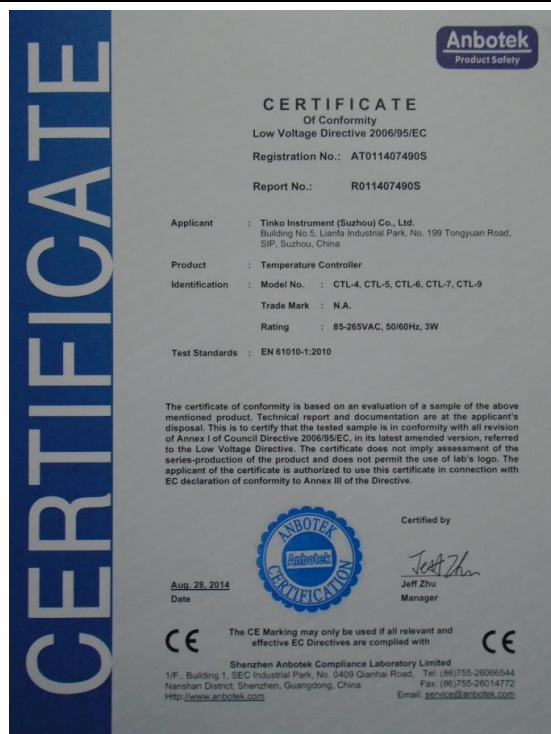 CERTIFICATE
Anbotek
Product Safety
CERTIFICATE
Of Conformity
Low Voltage Directive 2006/95/EC
Registration No.: AT011407490S
Report No.: R011407490S
Applicant : Tinko Instrument (Suzhou) Co., Ltd.
Building No.5, Lianfa Industrial Park, No. 199 Tongyuan Road,
SIP, Suzhou, China
Product : Temperature Controller
Identification : Model No. : CTL-4, CTL-5, CTL-6, CTL-7, CTL-9
Trade Mark : N.A.
Rating : 85-265VAC, 50/60Hz, 3W
Test Standards : EN 61010-1:2010
The certificate of conformity is based on an evaluation of a sample of the above
mentioned product. Technical report and documentation are at the applicant's
disposal. This is to certify that the tested sample is in conformity with all revision
of Annex I of Council Directive 2006/95/EC, in its latest amended version, referred
to the Low Voltage Directive. The certificate does not imply assessment of the
series-production of the product and does not permit the use of lab's logo. The
applicant of the certificate is authorized to use this certificate in connection with
EC declaration of conformity to Annex III of the Directive.
ANBOTEK
Anbotek
CERTIFICATION
Certified by
Jeff Zhu
Aug. 28, 2014
Date
Jeff Zhu
Manager
CE
The CE Marking may only be used if all relevant and
effective EC Directives are complied with
CE
Shenzhen Anbotek Compliance Laboratory Limited
1/F., Building 1, SEC Industrial Park, No. 0409 Qianhai Road, Tel: (86)755-26066544
Nanshan District, Shenzhen, Guangdong, China Fax: (86)755-26014772
Http://www.anbotek.com Email: service@anbotek.com